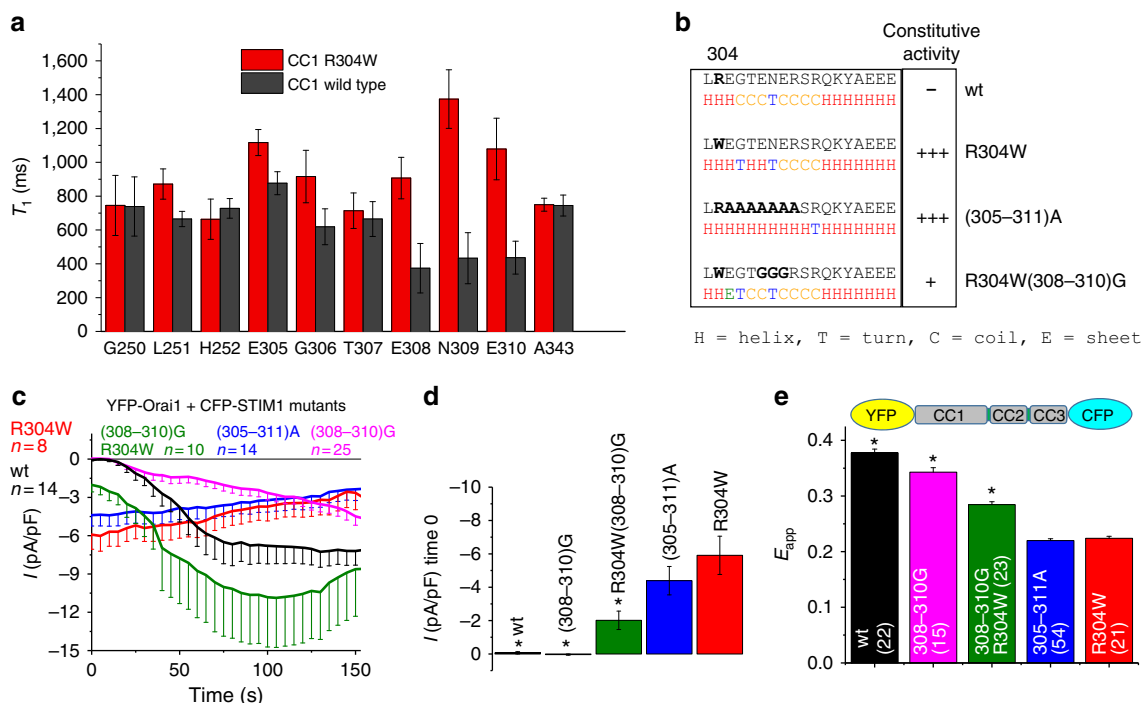 a
CC1 R304W
CC1 wild type
T1 (ms)
1,600
1,400
1,200
1,000
800
600
400
200
0
G250 L251 H252 E305 G306 T307 E308 N309 E310 A343
b
Constitutive
activity
304
LREGTENERSRQKYAEEE
HHHCCCTCCCCHHHHHHH
– wt
LWEGTENERSRQKYAEEE
HHHTHHTCCCCHHHHHHH
+++ R304W
LRAAAAAAASRQKYAEEE
HHHHHHHHHHTHHHHHHH
+++ (305–311)A
LWEGTGGGRSRQKYAEEE
HHETCCTCCCCHHHHHHH
+ R304W(308–310)G
H = helix, T = turn, C = coil, E = sheet
c
YFP-Orai1 + CFP-STIM1 mutants
R304W
n = 8
(308–310)G
R304W n = 10
(305–311)A
n = 14
(308–310)G
n = 25
wt
n = 14
I (pA/pF)
0
−3
−6
−9
−12
−15
0 50 100 150
Time (s)
d
I (pA/pF) time 0
−10
−8
−6
−4
−2
0
* wt
* (308–310)G
* R304W(308–310)G
(305–311)A
R304W
e
YFP CC1 CC2 CC3 CFP
Eapp
0.4
0.3
0.2
0.1
0.0
* * *
wt
(22)
308–310G
(15)
308–310G
R304W (23)
305–311A
(54)
R304W
(21)